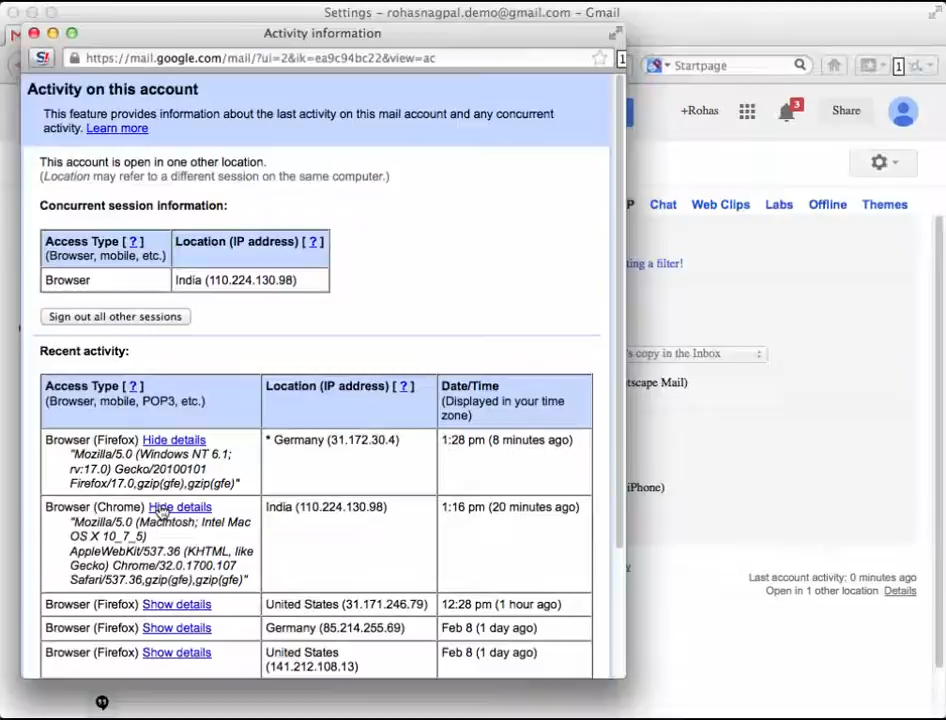 Settings – rohasnagpal.demo@gmail.com – Gmail
Activity information
https://mail.google.com/mail/?ui=2&ik=ea9c94bc22&view=ac
1
Startpage
1
Activity on this account
This feature provides information about the last activity on this mail account and any concurrent
activity. Learn more
+Rohas
3
Share
This account is open in one other location.
(Location may refer to a different session on the same computer.)
Concurrent session information:
P Chat Web Clips Labs Offline Themes
Access Type [ ? ]
(Browser, mobile, etc.)
Location (IP address) [ ? ]
Browser
India (110.224.130.98)
ting a filter!
Sign out all other sessions
Recent activity:
's copy in the Inbox
tscape Mail)
Access Type [ ? ]
(Browser, mobile, POP3, etc.)
Location (IP address) [ ? ]
Date/Time
(Displayed in your time
zone)
Browser (Firefox) Hide details
"Mozilla/5.0 (Windows NT 6.1;
rv:17.0) Gecko/20100101
Firefox/17.0,gzip(gfe),gzip(gfe)"
* Germany (31.172.30.4)
1:28 pm (8 minutes ago)
iPhone)
Browser (Chrome) Hide details
"Mozilla/5.0 (Macintosh; Intel Mac
OS X 10_7_5)
AppleWebKit/537.36 (KHTML, like
Gecko) Chrome/32.0.1700.107
Safari/537.36,gzip(gfe),gzip(gfe)"
India (110.224.130.98)
1:16 pm (20 minutes ago)
Last account activity: 0 minutes ago
Open in 1 other location Details
Browser (Firefox) Show details
United States (31.171.246.79)
12:28 pm (1 hour ago)
Browser (Firefox) Show details
Germany (85.214.255.69)
Feb 8 (1 day ago)
Browser (Firefox) Show details
United States
(141.212.108.13)
Feb 8 (1 day ago)